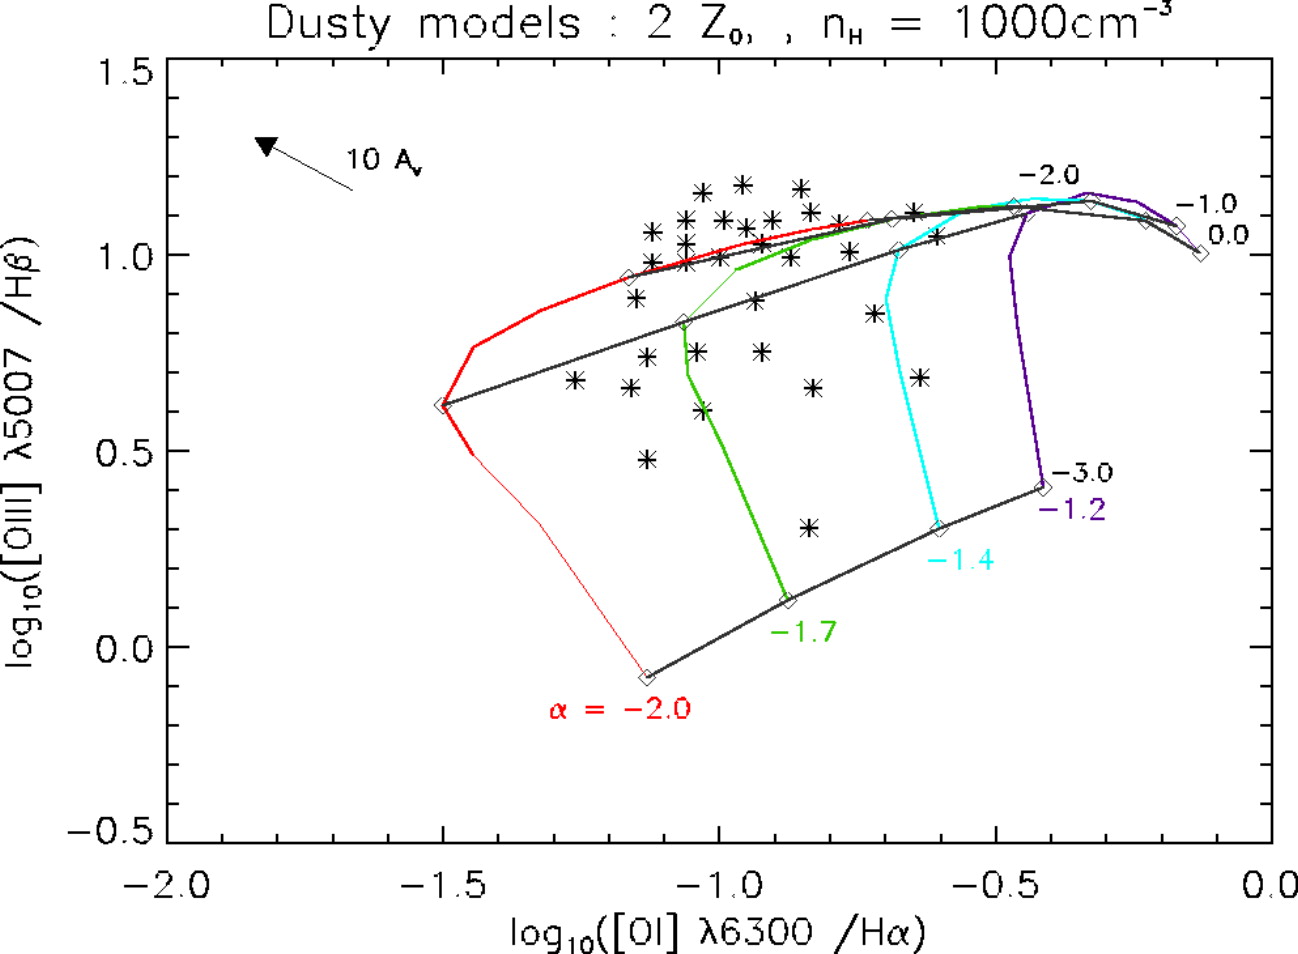 Dusty models : 2 Z₀, , n_H = 1000cm⁻³
1.5
10 Aᵥ
−2.0
−1.0
0.0
1.0
0.5
−3.0
−1.2
−1.4
−1.7
0.0
α = −2.0
−0.5
−2.0 −1.5 −1.0 −0.5 0.0
log₁₀([OI] λ6300 /Hα)
log₁₀([OIII] λ5007 /Hβ)